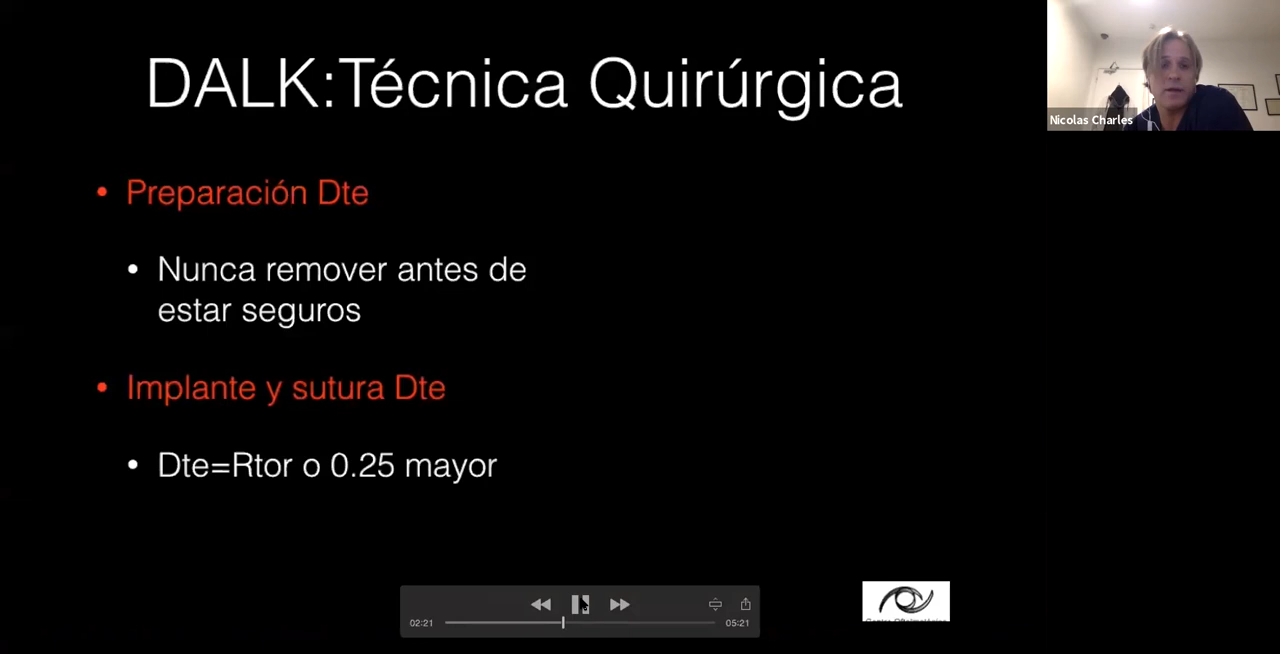 DALK:Técnica Quirúrgica
Nicolas Charles
• Preparación Dte
• Nunca remover antes de
estar seguros
• Implante y sutura Dte
• Dte=Rtor o 0.25 mayor
02:21
05:21